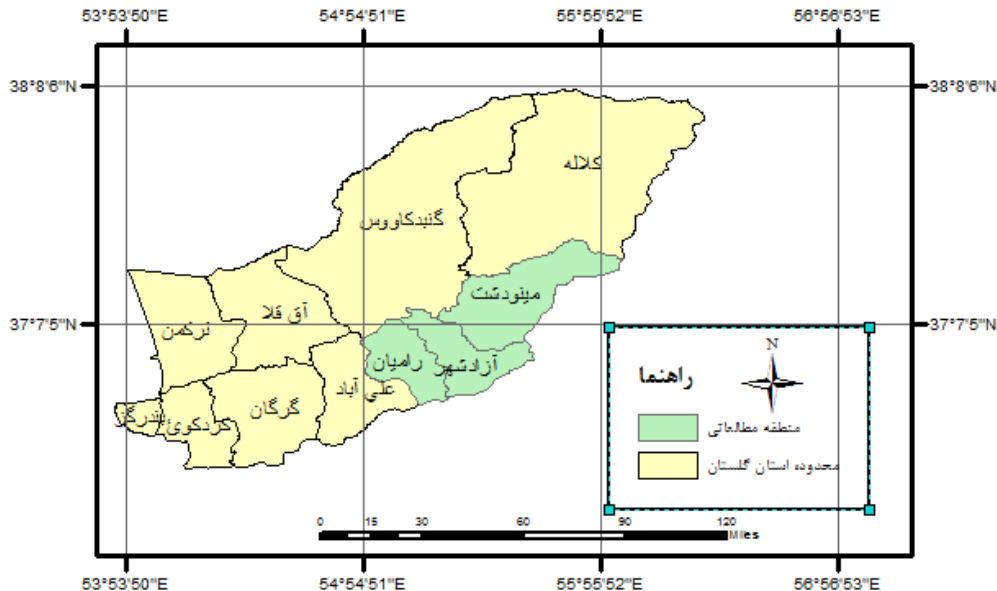 53°53'50"E 54°54'51"E 55°55'52"E 56°56'53"E
38°8'6"N 38°8'6"N
کلاله
گنبدکاووس
مینودشت
آق قلا
ترکمن
37°7'5"N 37°7'5"N
رامیان
آزادشهر
علی آباد
گرگان
کردکوئ
بندرگز
N
راهنما
منطقه مطالعاتی
محدوده استان گلستان
0 15 30 60 90 120
Miles
53°53'50"E 54°54'51"E 55°55'52"E 56°56'53"E